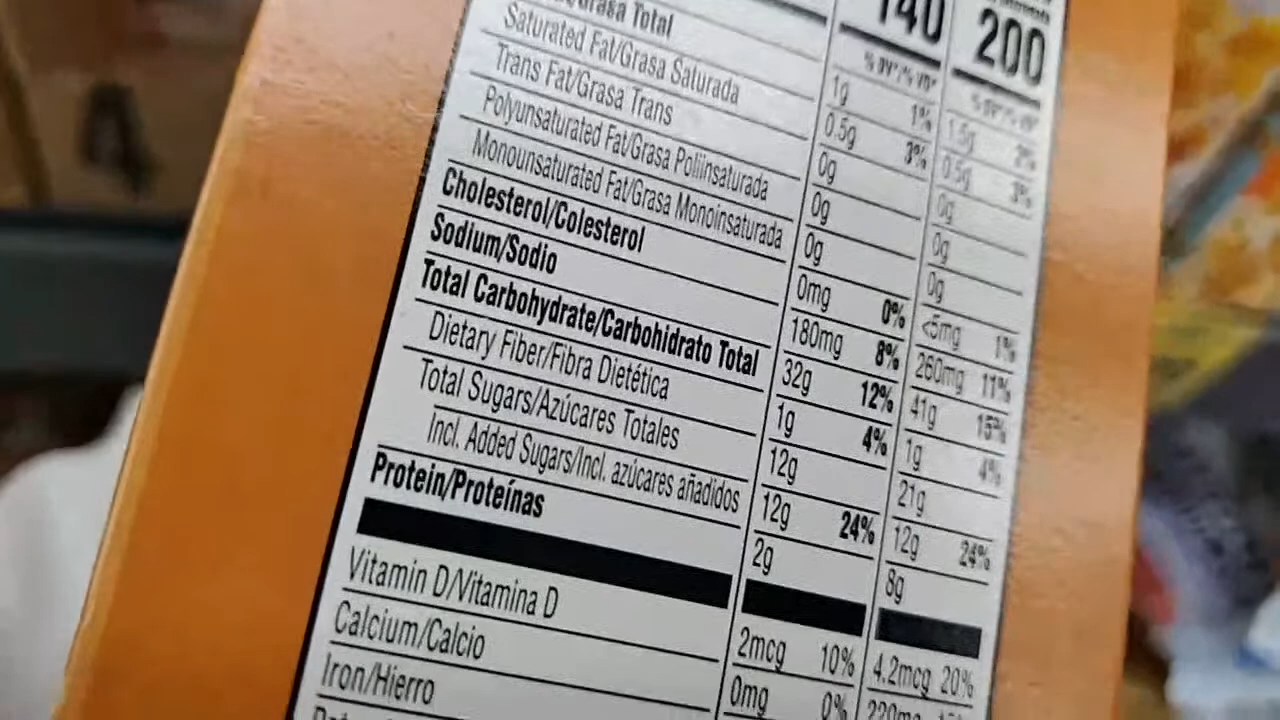 Grasa Total 1g 1% 1.5g 2%
Saturated Fat/Grasa Saturada 0.5g 3% 0.5g 3%
Trans Fat/Grasa Trans 0g 0g
Polyunsaturated Fat/Grasa Poliinsaturada 0g 0g
Monounsaturated Fat/Grasa Monoinsaturada 0g 0g
Cholesterol/Colesterol 0mg 0% <5mg 1%
Sodium/Sodio 180mg 8% 260mg 11%
Total Carbohydrate/Carbohidrato Total 32g 12% 41g 15%
Dietary Fiber/Fibra Dietética 1g 4% 1g 4%
Total Sugars/Azúcares Totales 12g 21g
Incl. Added Sugars/Incl. azúcares añadidos 12g 24% 12g 24%
Protein/Proteínas 2g 8g
Vitamin D/Vitamina D 2mcg 10% 4.2mcg 20%
Calcium/Calcio 0mg 0% 220mg
Iron/Hierro
140 200
% DV*/% VD* % DV*/% VD*